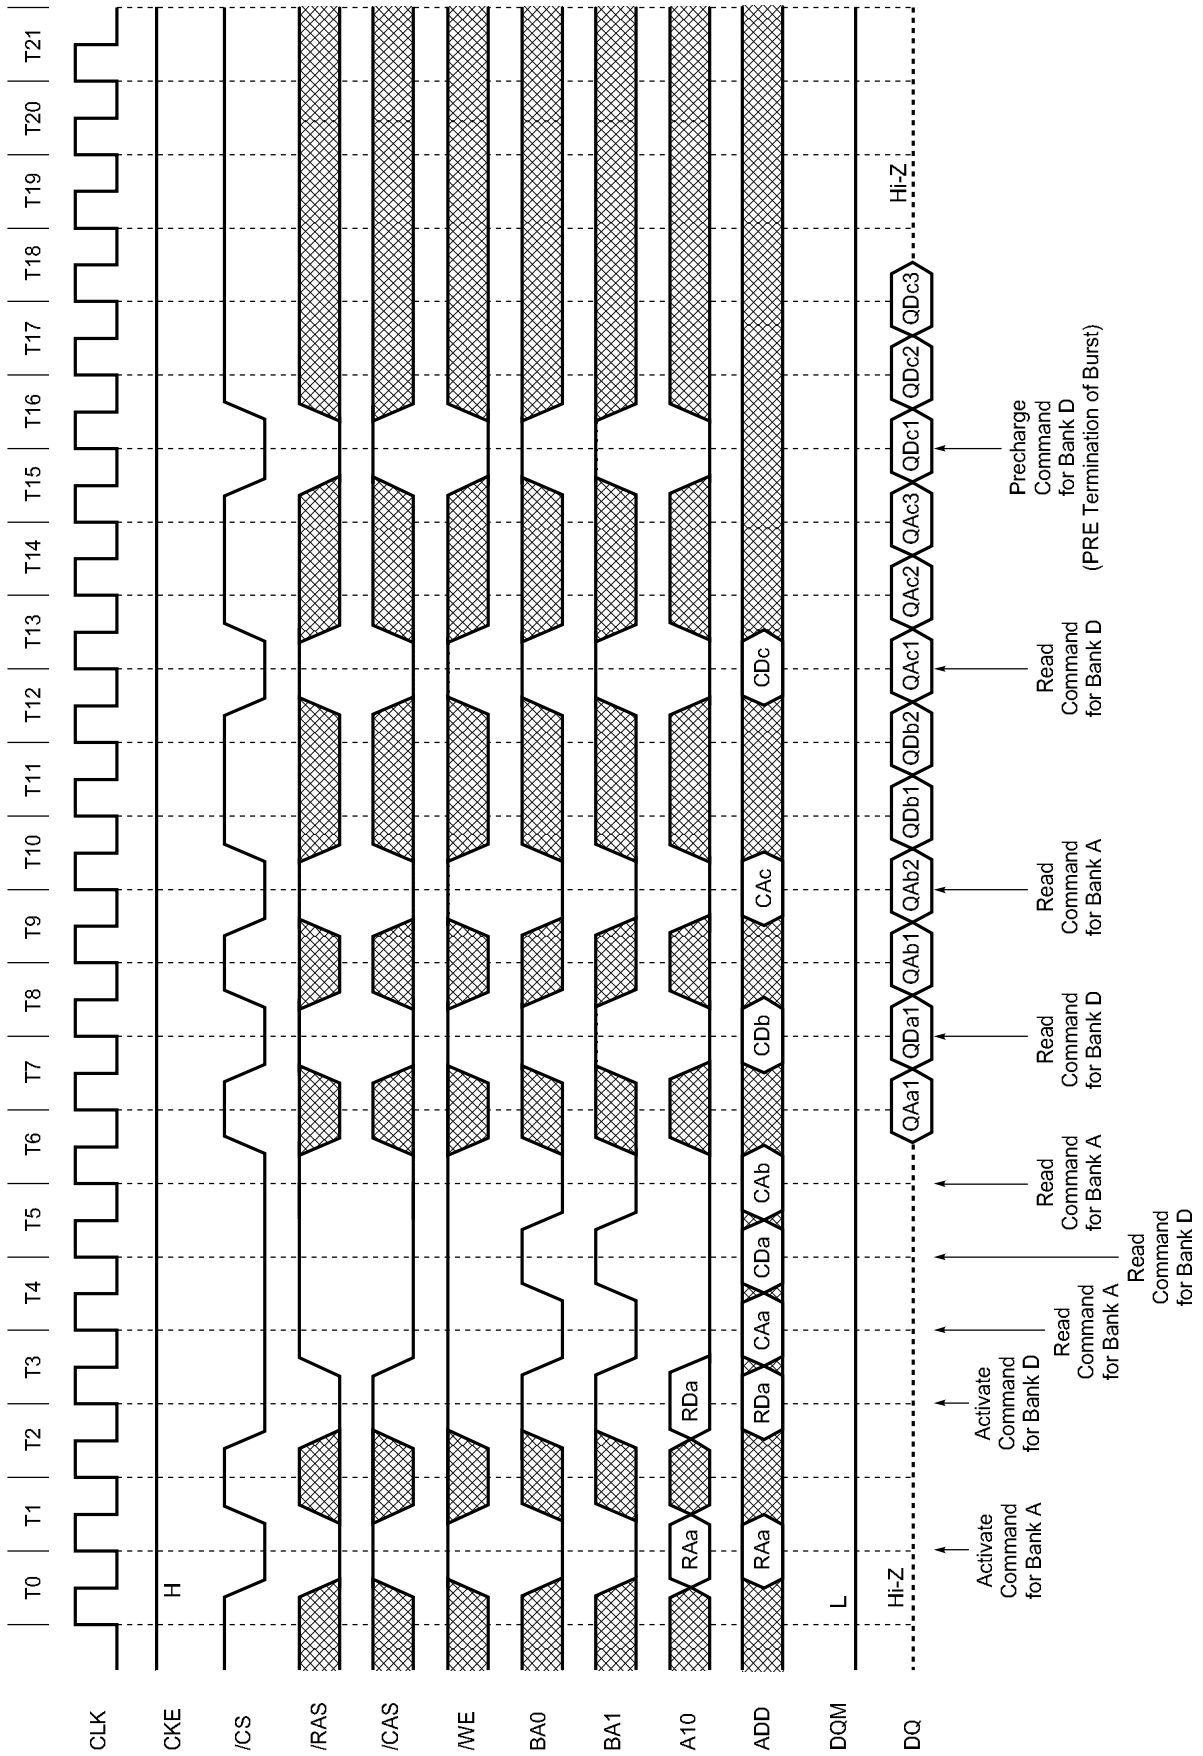 T0 T1 T2 T3 T4 T5 T6 T7 T8 T9 T10 T11 T12 T13 T14 T15 T16 T17 T18 T19 T20 T21
CLK
CKE
H
/CS
/RAS
/CAS
/WE
BA0
BA1
A10
RAa RDa
ADD
RAa RDa CAa CDa CAb CDb CAc CDc
DQM
L
DQ
Hi-Z
QAa1 QDa1 QAb1 QAb2 QDb1 QDb2 QAc1 QAc2 QAc3 QDc1 QDc2 QDc3
Hi-Z
Activate
Command
for Bank A
Activate
Command
for Bank D
Read
Command
for Bank A
Read
Command
for Bank D
Read
Command
for Bank A
Read
Command
for Bank D
Read
Command
for Bank A
Read
Command
for Bank D
Precharge
Command
for Bank D
(PRE Termination of Burst)